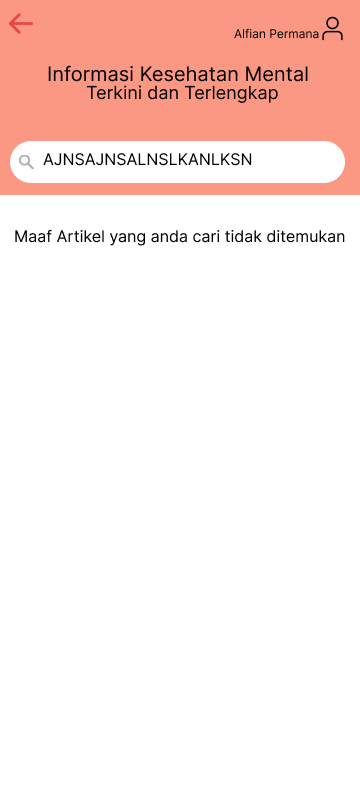 Alfian Permana
Informasi Kesehatan Mental
Terkini dan Terlengkap
AJNSAJNSALNSLKANLKSN
Maaf Artikel yang anda cari tidak ditemukan